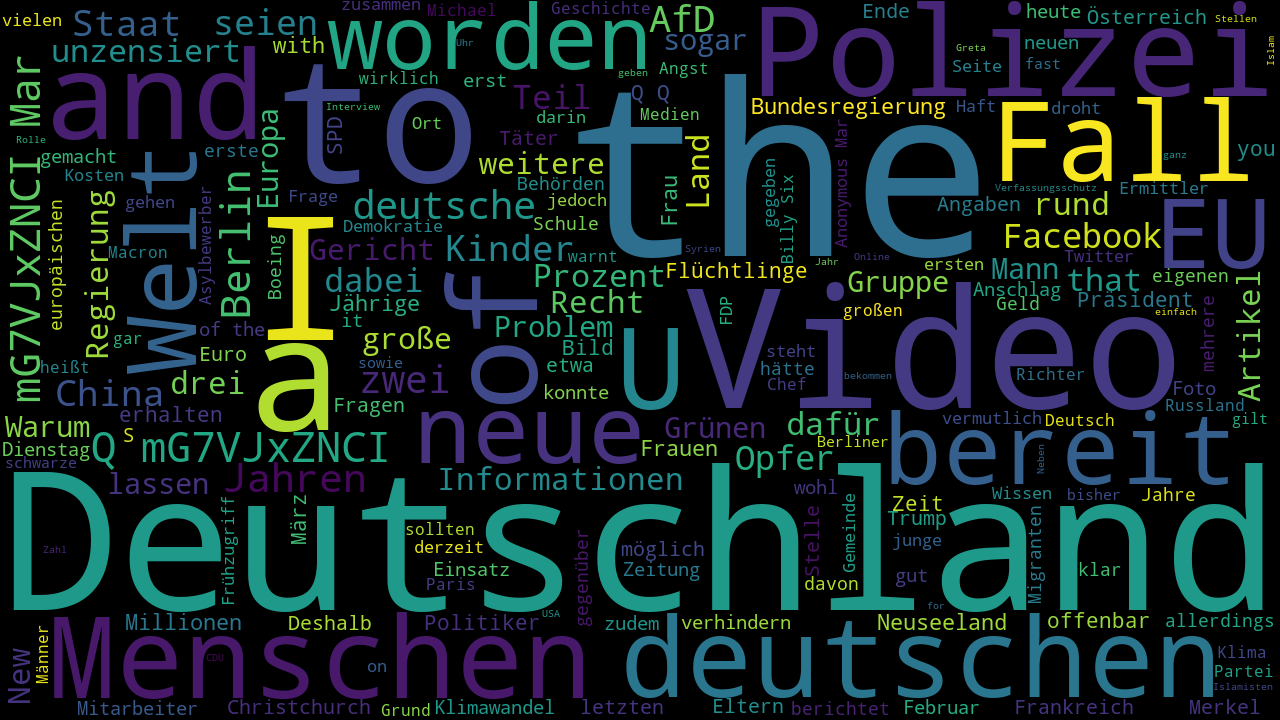 vielen
Staat
seien
zusammen
Michael
Geschichte
AfD
Ende
heute
Österreich
Stellen
Islam
unzensiert
with
worden
Uhr
sogar
Polizei
Greta
neuen
Seite
fast
and
to
wirklich
erst
geben
Angst
the
Mar
Rolle
Interview
SPD
Ort
Teil
Q Q
darin
Medien
Bundesregierung
Haft
droht
Fall
ganz
you
gemacht
Kosten
erste
Europa
Täter
weitere
Behörden
jedoch
Land
Frau
gegeben
Billy Six
Anonymous Mar
Verfassungsschutz
Ermittler
mG7VJxZNCI
europäischen
Regierung
gehen
Welt
Asylbewerber
Berlin
Frage
deutsche
Demokratie
Schule
Angaben
rund
EU
Macron
I
Boeing
Gericht
Kinder
warnt
Syrien
Online
Facebook
Twitter
dabei
Prozent
Flüchtlinge
Jahr
Gruppe
ersten
Mann
that
eigenen
Anschlag
Jährige
of
Recht
Video
FDP
großen
Geld
Präsident
einfach
mehrere
Artikel
it
of the
gar
große
Problem
Bild
U
steht
heißt
Euro
a
sowie
etwa
hätte
bekommen
Richter
China
drei
zwei
konnte
Chef
Foto
Russland
erhalten
Fragen
neue
Grünen
dafür
bereit
vermutlich
Deutsch
gilt
Warum
S
Dienstag
Q mG7VJxZNCI
Frauen
Berliner
schwarze
Opfer
Neben
lassen
Jahren
Informationen
wohl
Zeit
Wissen
bisher
Jahre
Deutschland
Frühzugriff
März
sollten
derzeit
möglich
Stelle
Gemeinde
Trump
junge
Migranten
Zahl
Einsatz
Zeitung
klar
Paris
gegenüber
davon
gut
USA
for
Millionen
Deshalb
Politiker
zudem
verhindern
Neuseeland
offenbar
allerdings
New
Männer
Menschen
CDU
on
deutschen
Klima
Partei
Islamisten
Mitarbeiter
Christchurch
Grund
Klimawandel
letzten
Eltern
berichtet
Februar
Frankreich
Merkel